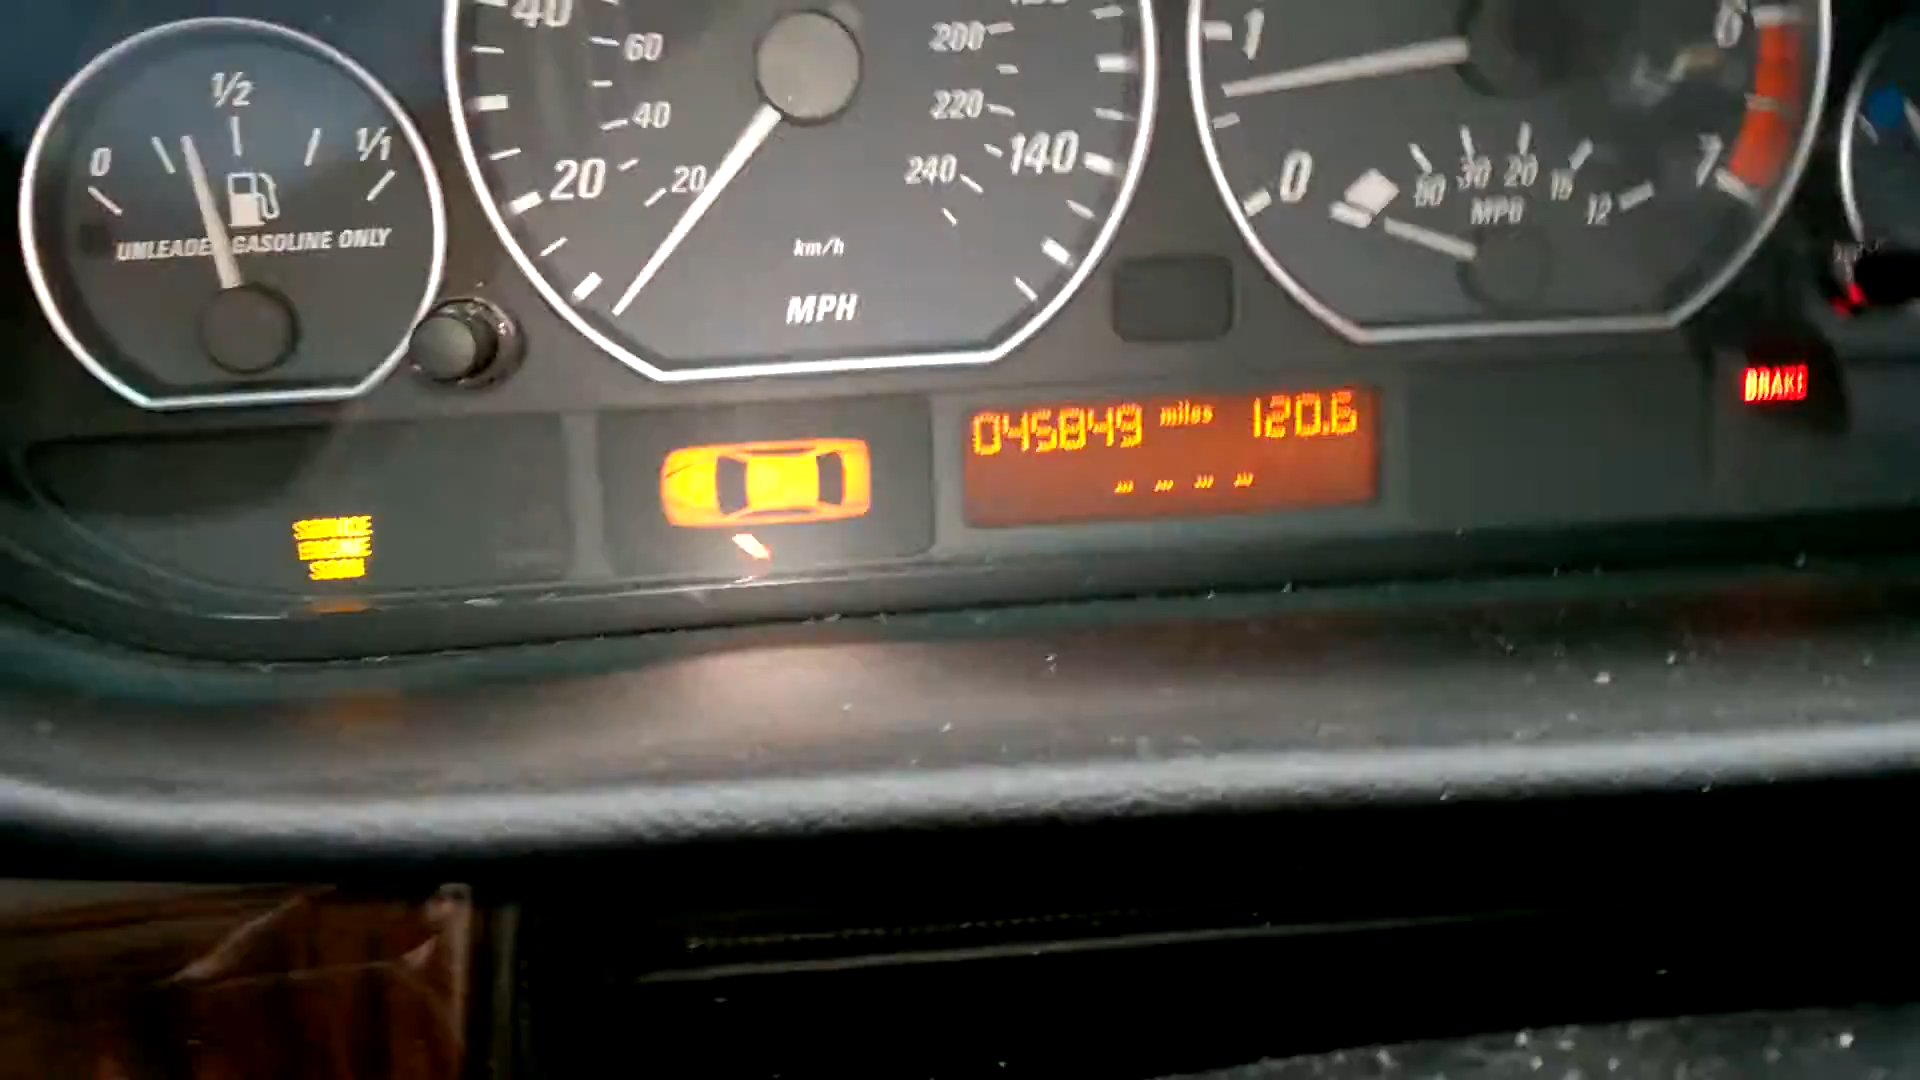 0 1/2 1/1
UNLEADED GASOLINE ONLY
40
20
60
40
20
200
220
240
140
km/h
MPH
1
0
6
7
30 20 15 12
MPG
045849 miles 120.6
SERVICE
ENGINE
SOON
BRAKE